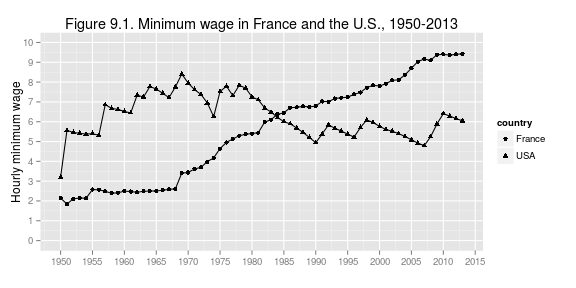 Figure 9.1. Minimum wage in France and the U.S., 1950-2013
Hourly minimum wage
10
9
8
7
6
5
4
3
2
1
0
1950 1955 1960 1965 1970 1975 1980 1985 1990 1995 2000 2005 2010 2015
country
France
USA